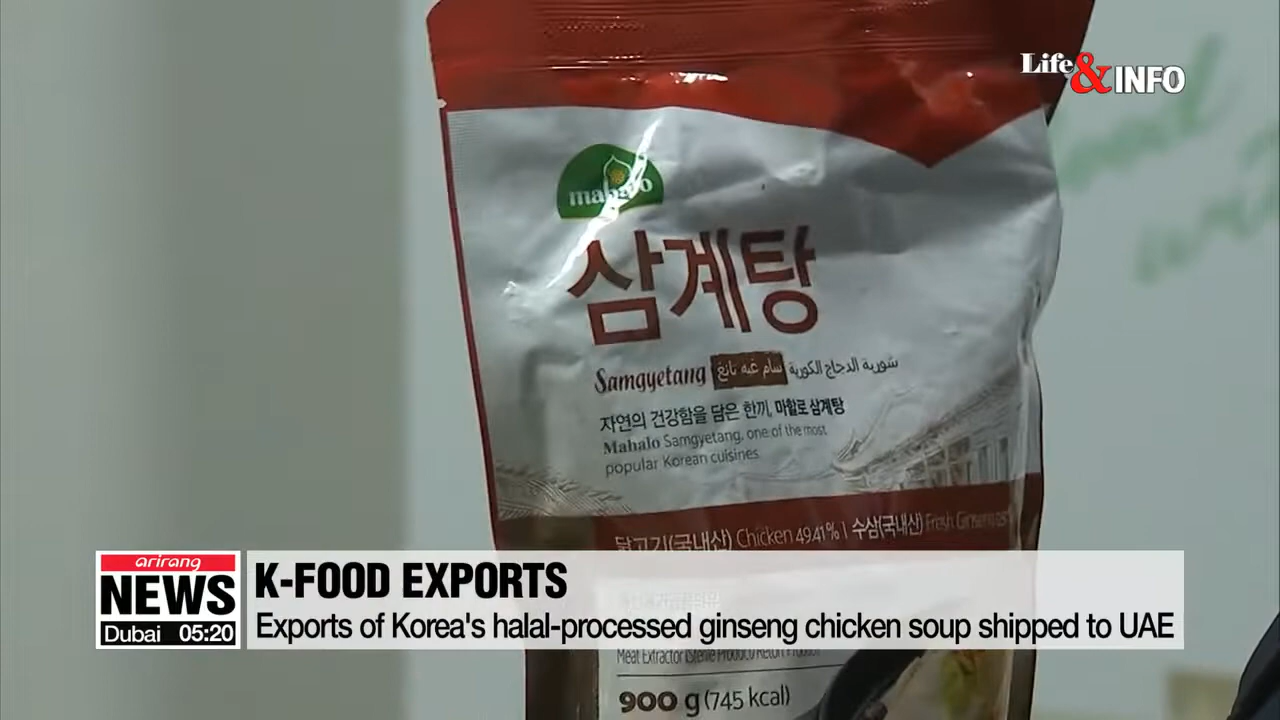 Life & INFO
mahalo
삼계탕
Samgyetang سام غيه تانغ شوربة الدجاج الكورية
자연의 건강함을 담은 한끼, 마할로 삼계탕
Mahalo Samgyetang, one of the most
popular Korean cuisines
닭고기(국내산) Chicken 49.41% | 수삼(국내산) Fresh Ginseng
arirang
NEWS
Dubai 05:20
K-FOOD EXPORTS
Exports of Korea's halal-processed ginseng chicken soup shipped to UAE
Meat Extractor
900 g (745 kcal)